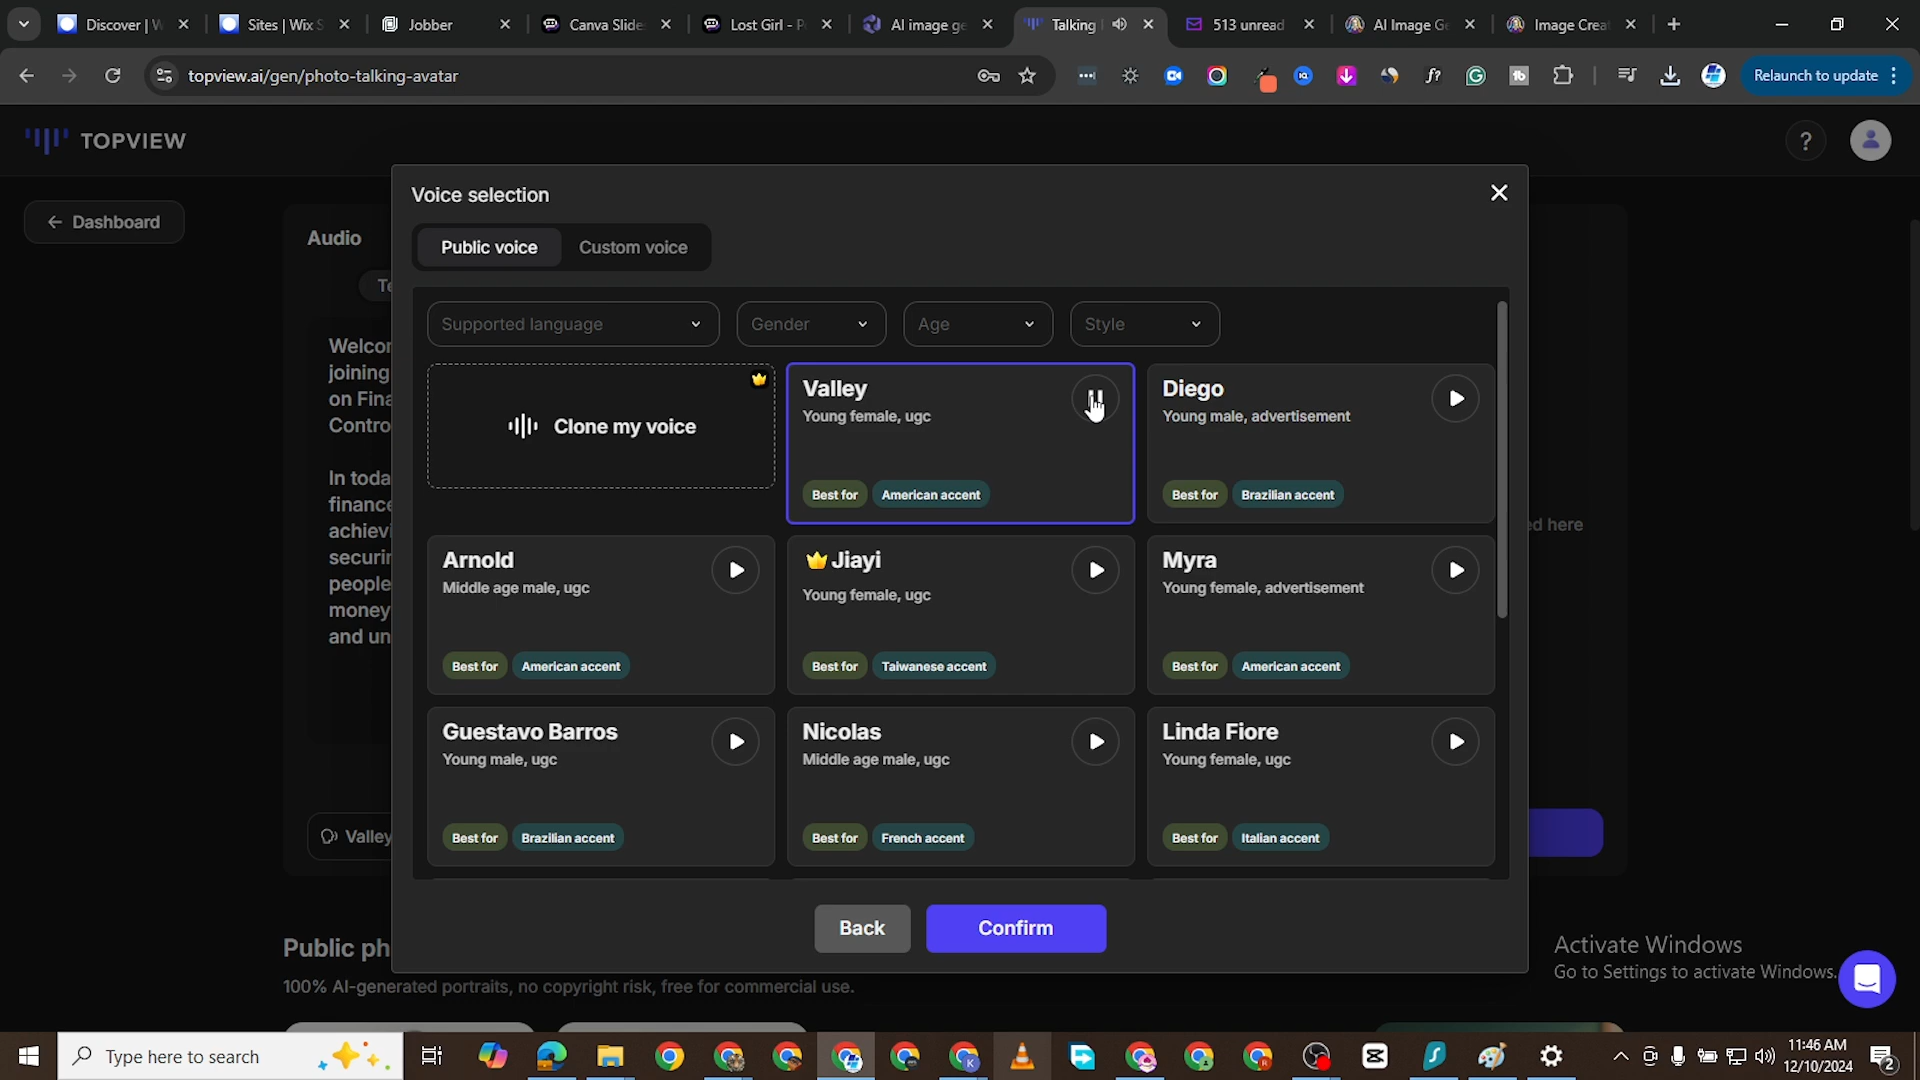 Discover | W
Sites | Wix S
Jobber
Canva Slide
Lost Girl - P
AI image ge
Talking
513 unread
AI Image Ge
Image Crea
topview.ai/gen/photo-talking-avatar
Relaunch to update
TOPVIEW
?
Dashboard
Audio
Te
Welcor
joining
on Fina
Contro
In toda
finance
achievi
securin
people
money
and un
Valley
Voice selection
Public voice
Custom voice
Supported language
Gender
Age
Style
Clone my voice
Valley
Young female, ugc
Best for
American accent
Diego
Young male, advertisement
Best for
Brazilian accent
Arnold
Middle age male, ugc
Best for
American accent
Jiayi
Young female, ugc
Best for
Taiwanese accent
Myra
Young female, advertisement
Best for
American accent
Guestavo Barros
Young male, ugc
Best for
Brazilian accent
Nicolas
Middle age male, ugc
Best for
French accent
Linda Fiore
Young female, ugc
Best for
Italian accent
ed here
Back
Confirm
Public ph
100% AI-generated portraits, no copyright risk, free for commercial use.
Activate Windows
Go to Settings to activate Windows.
Type here to search
11:46 AM
12/10/2024
2